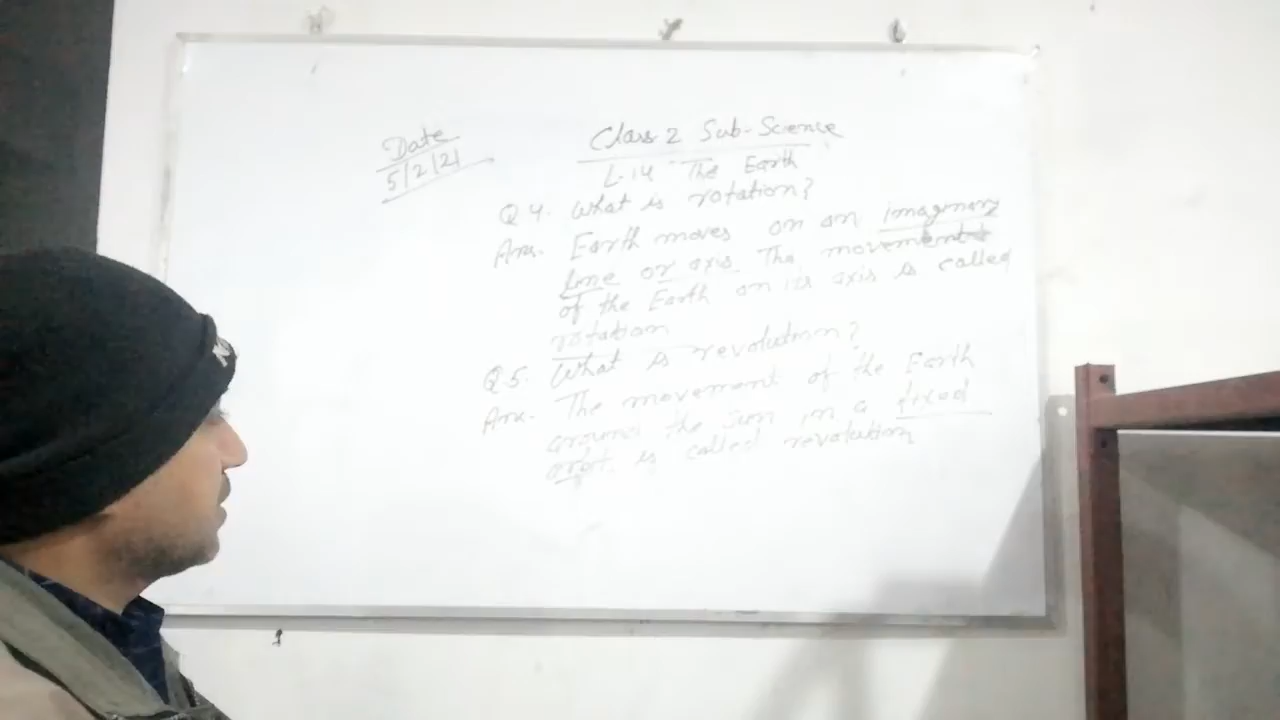 Date
5/2/21
Class 2 Sub-Science
L-14 The Earth
Q 4. What is rotation?
Ans. Earth moves on an imaginary
line or axis. The movement
of the Earth on its axis is called
rotation
Q.5. What is revolution?
Ans. The movement of the Earth
around the sun in a fixed
orbit is called revolution